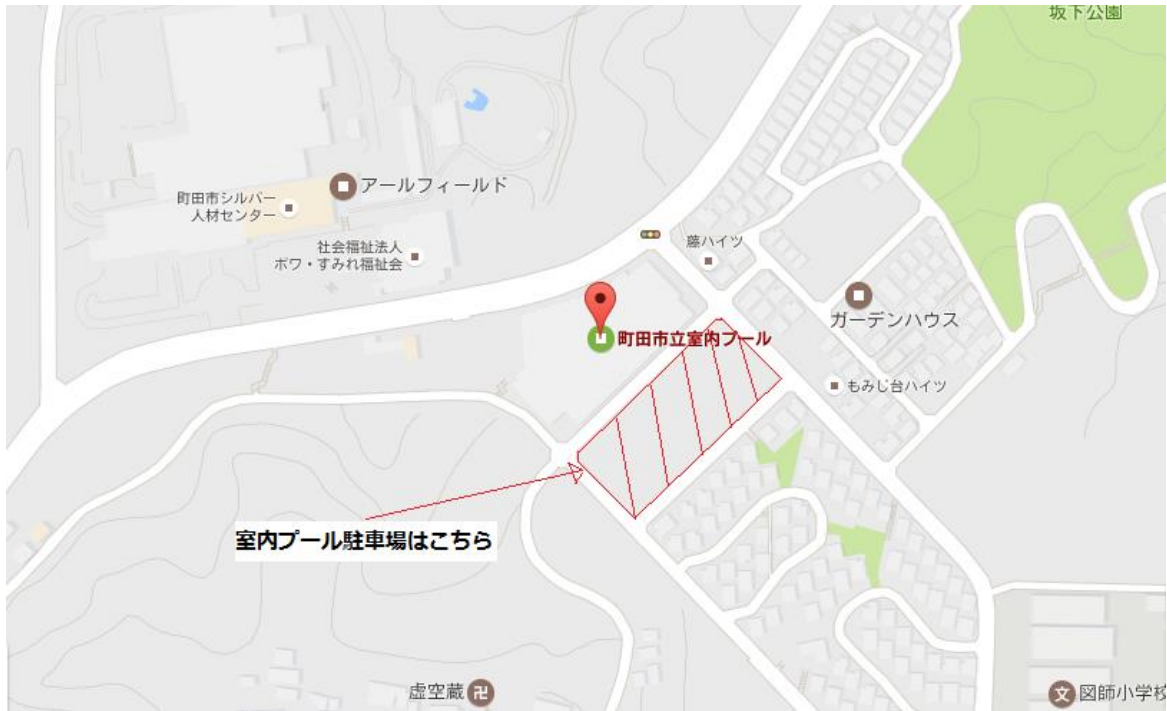 坂下公園
アールフィールド
町田市シルバー
人材センター
社会福祉法人
ボワ・すみれ福祉会
藤ハイツ
ガーデンハウス
町田市立室内プール
もみじ台ハイツ
室内プール駐車場はこちら
虚空蔵
卍
文
図師小学校